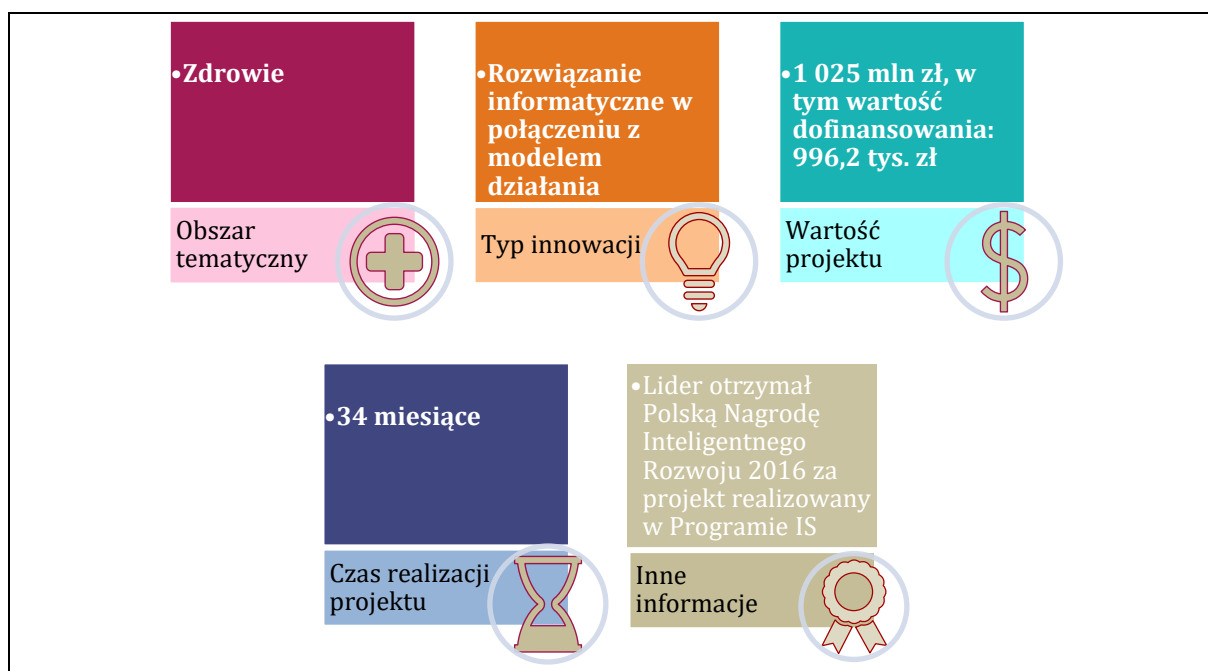 •Zdrowie
Obszar
tematyczny
•Rozwiązanie
informatyczne w
połączeniu z
modelem
działania
Typ innowacji
•1 025 mln zł, w
tym wartość
dofinansowania:
996,2 tys. zł
Wartość
projektu
•34 miesiące
Czas realizacji
projektu
•Lider otrzymał
Polską Nagrodę
Inteligentnego
Rozwoju 2016 za
projekt realizowany
w Programie IS
Inne
informacje